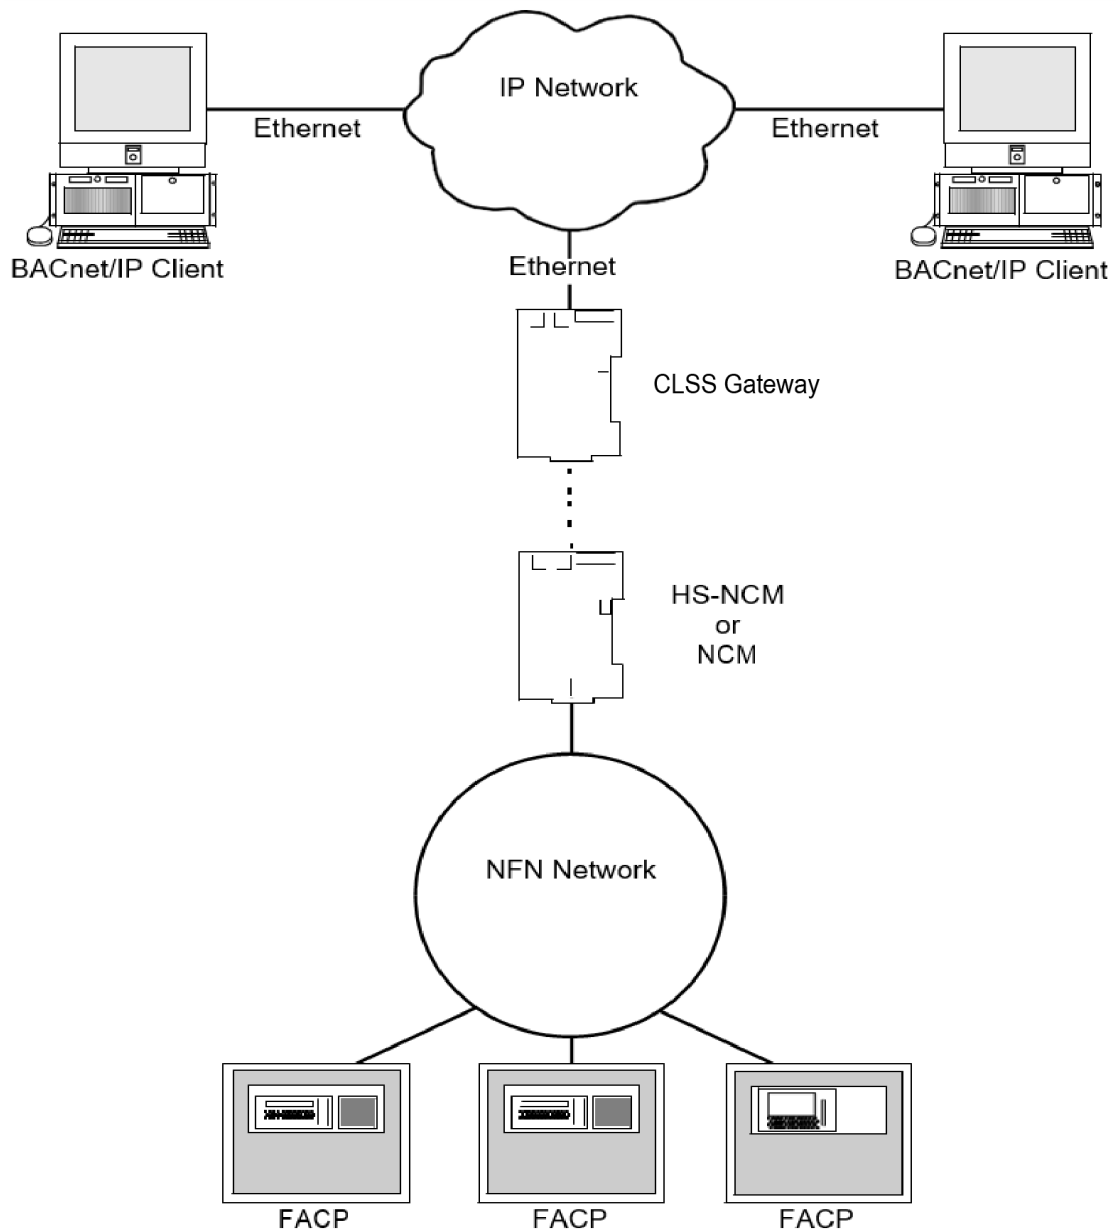 IP Network
Ethernet
Ethernet
BACnet/IP Client
Ethernet
BACnet/IP Client
CLSS Gateway
HS-NCM
or
NCM
NFN Network
FACP
FACP
FACP